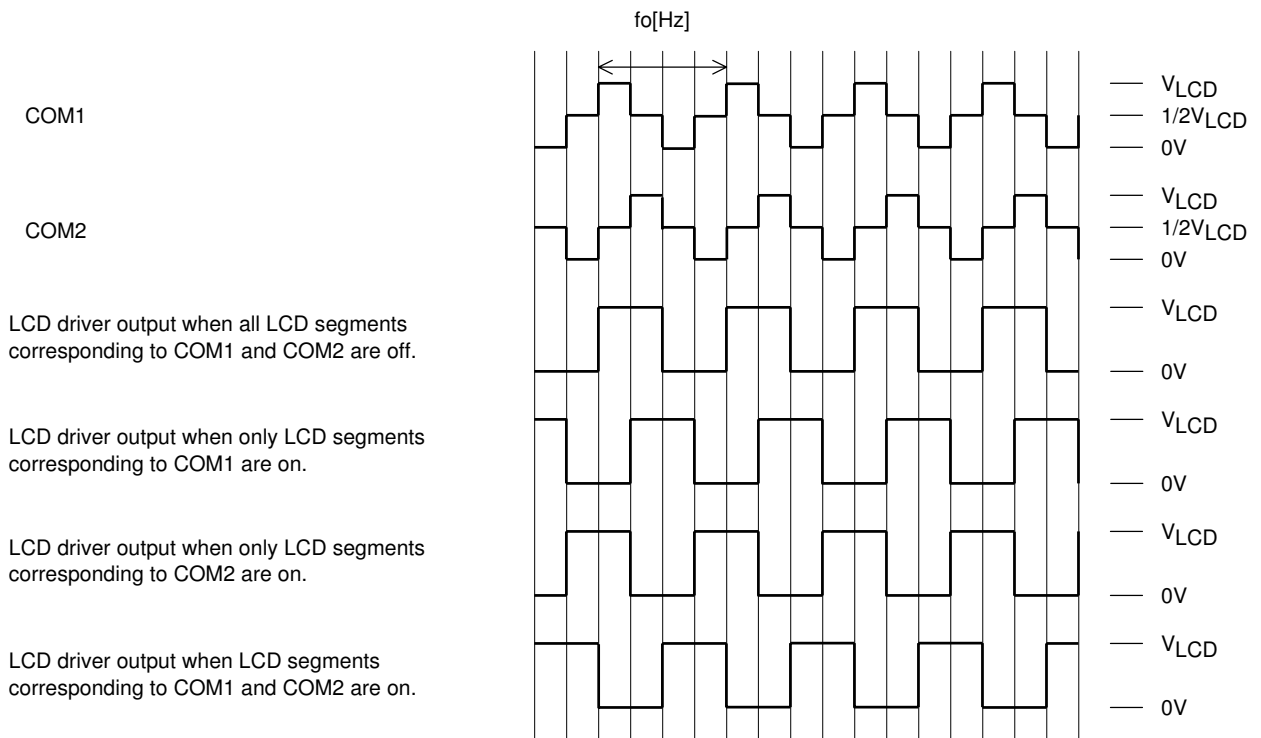 fo[Hz]
COM1
VLCD
1/2VLCD
0V
COM2
VLCD
1/2VLCD
0V
LCD driver output when all LCD segments
corresponding to COM1 and COM2 are off.
VLCD
0V
LCD driver output when only LCD segments
corresponding to COM1 are on.
VLCD
0V
LCD driver output when only LCD segments
corresponding to COM2 are on.
VLCD
0V
LCD driver output when LCD segments
corresponding to COM1 and COM2 are on.
VLCD
0V